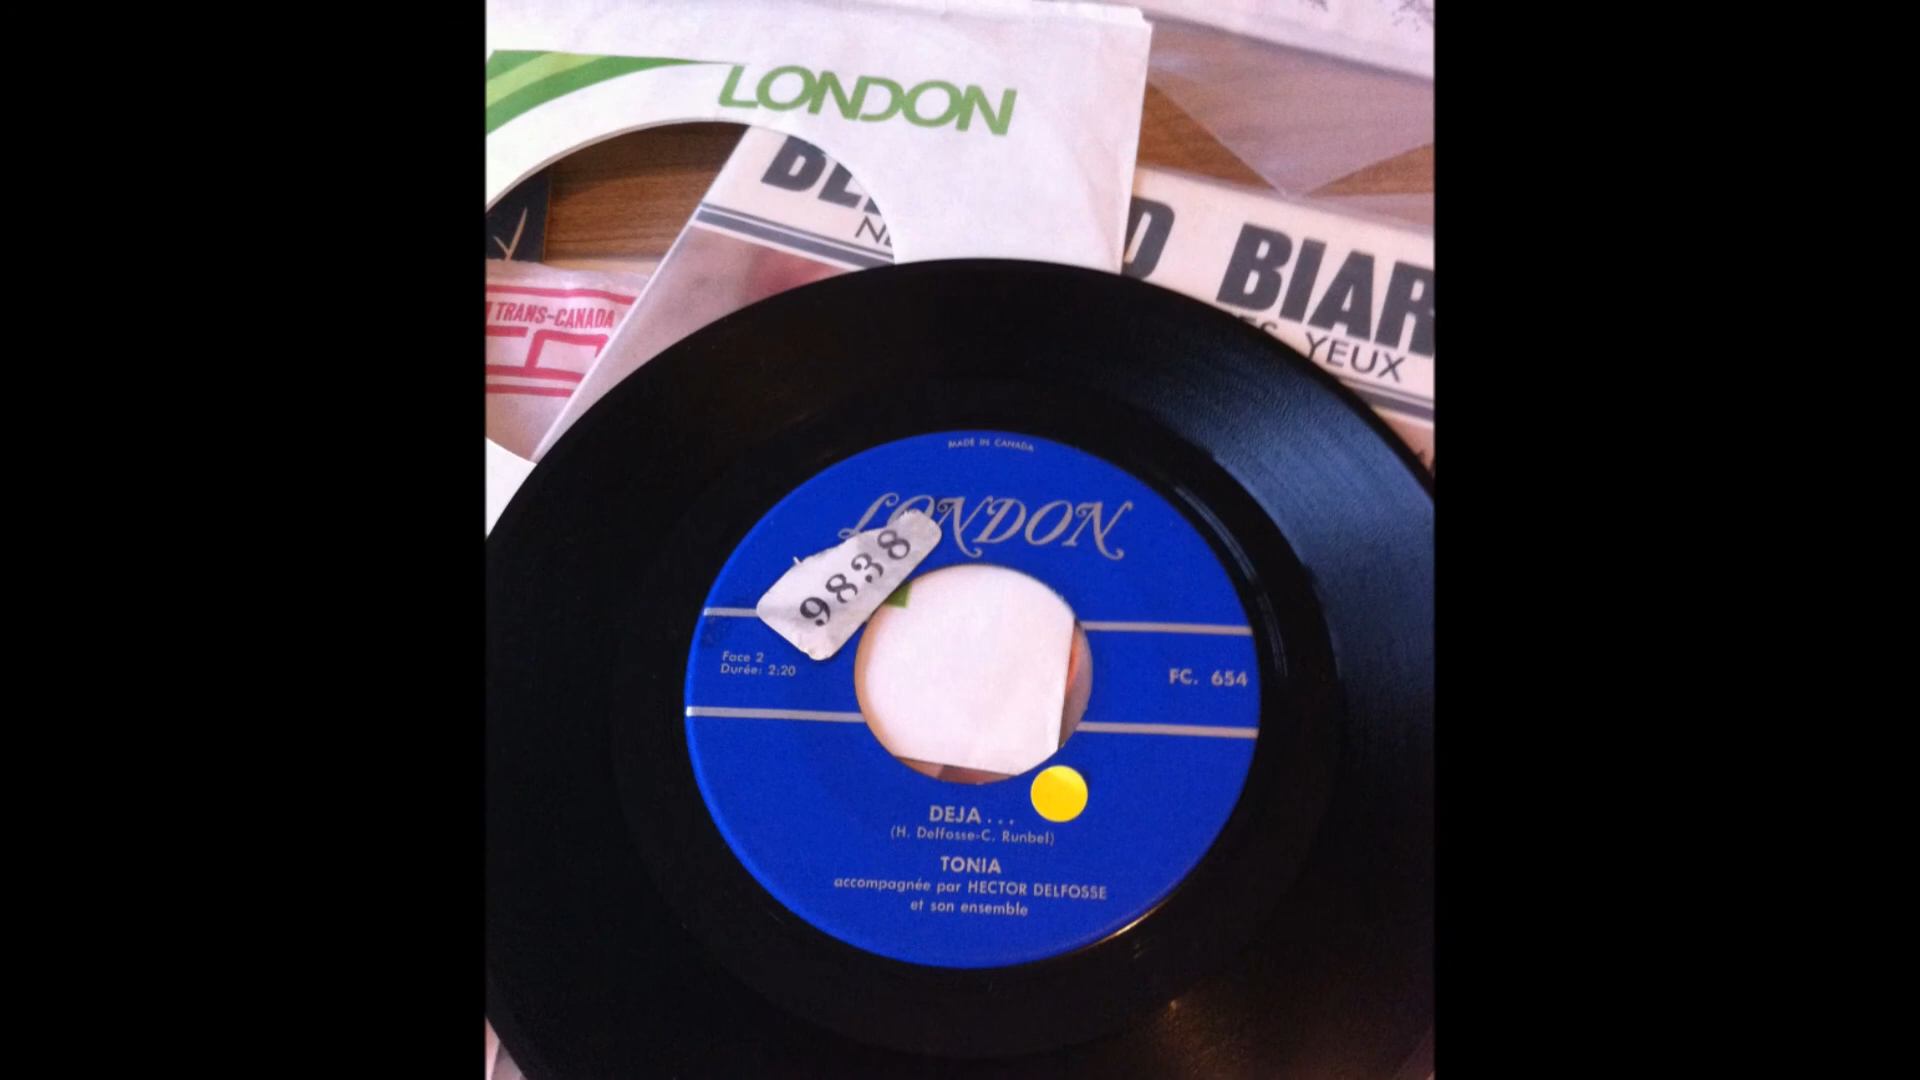 LONDON
BIAR
YEUX
TRANS-CANADA
MADE IN CANADA
LONDON
9838
Face 2
Durée: 2:20
FC. 654
DEJA...
(H. Delfosse-C. Runbel)
TONIA
accompagnée par HECTOR DELFOSSE
et son ensemble